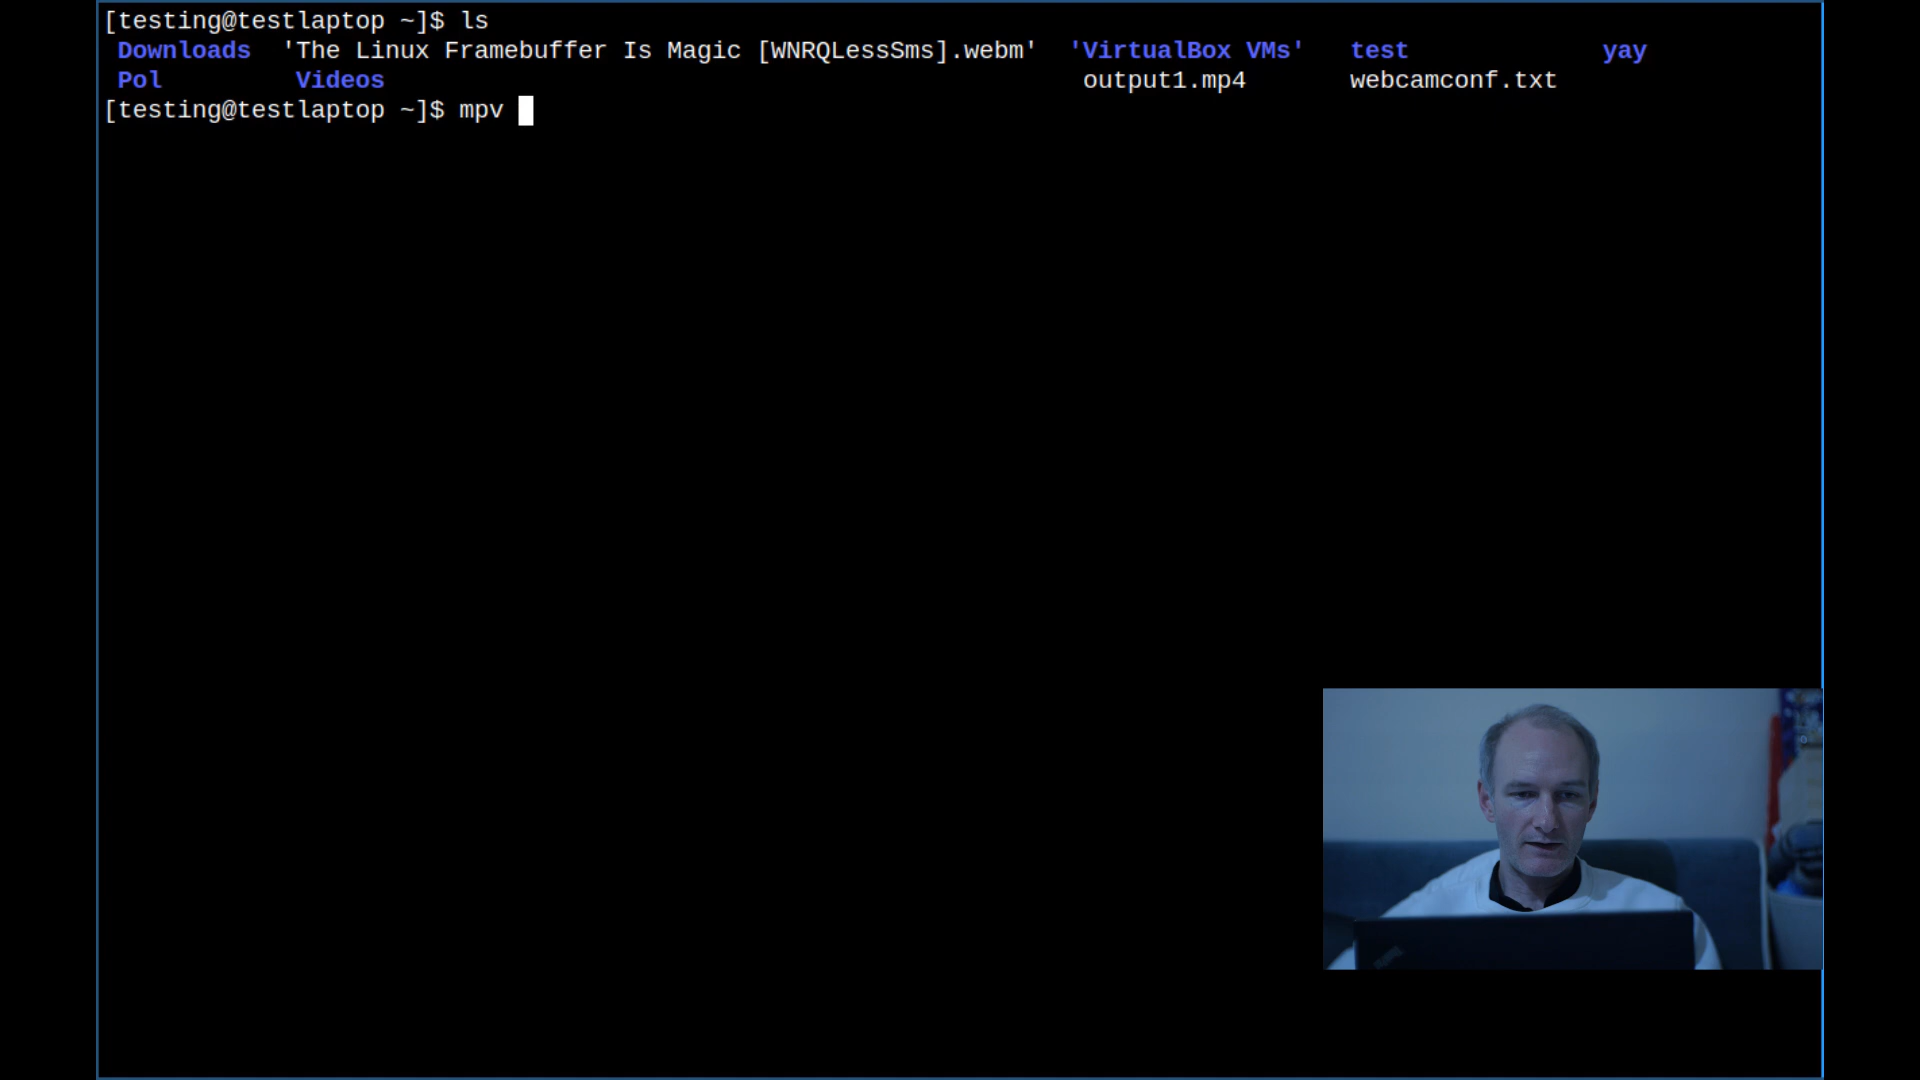 [testing@testlaptop ~]$ ls
Downloads 'The Linux Framebuffer Is Magic [WNRQLessSms].webm' 'VirtualBox VMs' test yay
Pol Videos output1.mp4 webcamconf.txt
[testing@testlaptop ~]$ mpv